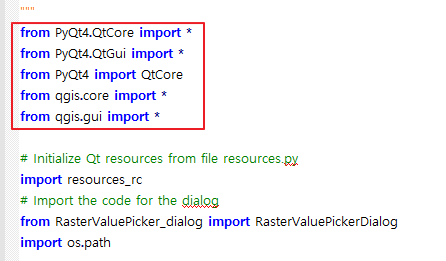 """
from PyQt4.QtCore import *
from PyQt4.QtGui import *
from PyQt4 import QtCore
from qgis.core import *
from qgis.gui import *
# Initialize Qt resources from file resources.py
import resources_rc
# Import the code for the dialog
from RasterValuePicker_dialog import RasterValuePickerDialog
import os.path